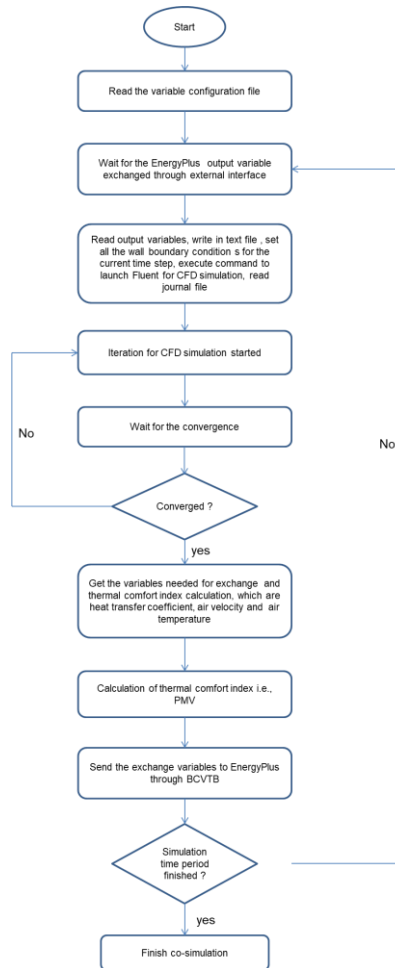 Start
Read the variable configuration file
Wait for the EnergyPlus output variable
exchanged through external interface
Read output variables, write in text file , set
all the wall boundary condition s for the
current time step, execute command to
launch Fluent for CFD simulation, read
journal file
Iteration for CFD simulation started
No
Wait for the convergence
No
Converged ?
yes
Get the variables needed for exchange and
thermal comfort index calculation, which are
heat transfer coefficient, air velocity and air
temperature
Calculation of thermal comfort index i.e.,
PMV
Send the exchange variables to EnergyPlus
through BCVTB
Simulation
time period
finished ?
yes
Finish co-simulation